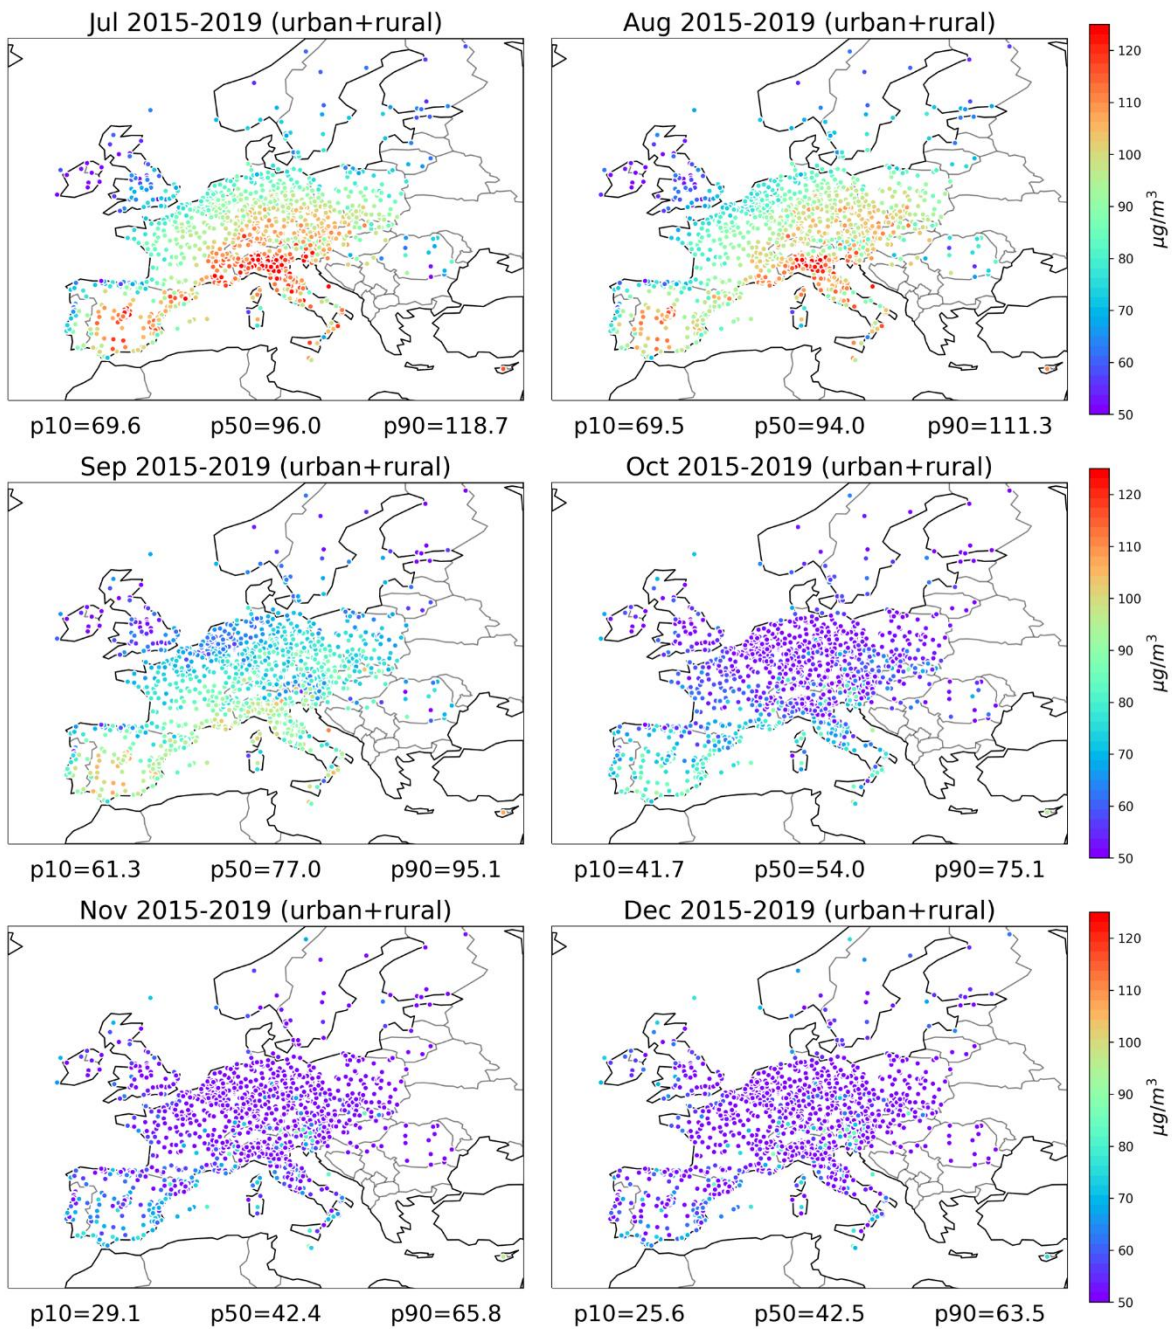 Jul 2015-2019 (urban+rural)
Aug 2015-2019 (urban+rural)
120
110
100
90
80
70
60
50
μg/m³
p10=69.6 p50=96.0 p90=118.7
p10=69.5 p50=94.0 p90=111.3
Sep 2015-2019 (urban+rural)
Oct 2015-2019 (urban+rural)
120
110
100
90
80
70
60
50
μg/m³
p10=61.3 p50=77.0 p90=95.1
p10=41.7 p50=54.0 p90=75.1
Nov 2015-2019 (urban+rural)
Dec 2015-2019 (urban+rural)
120
110
100
90
80
70
60
50
μg/m³
p10=29.1 p50=42.4 p90=65.8
p10=25.6 p50=42.5 p90=63.5